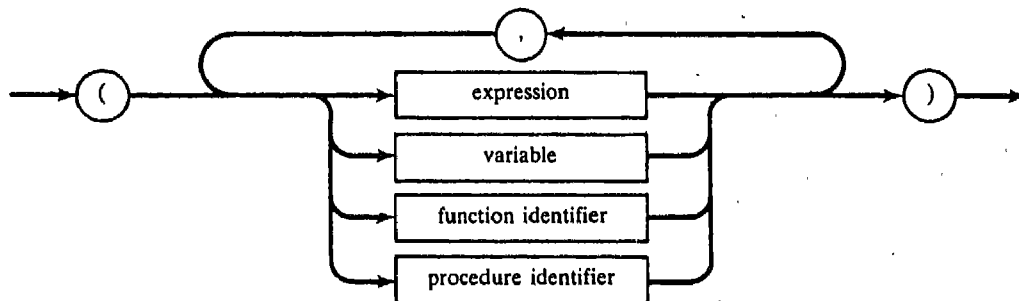 ,
( expression )
variable
function identifier
procedure identifier